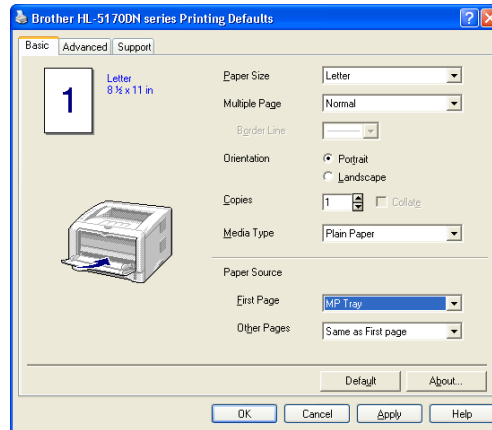 Brother HL-5170DN series Printing Defaults
Basic Advanced Support
1
Letter
8 ½ x 11 in
Paper Size Letter
Multiple Page Normal
Border Line
Orientation Portrait
Landscape
Copies 1 Collate
Media Type Plain Paper
Paper Source
First Page MP Tray
Other Pages Same as First page
Default About...
OK Cancel Apply Help